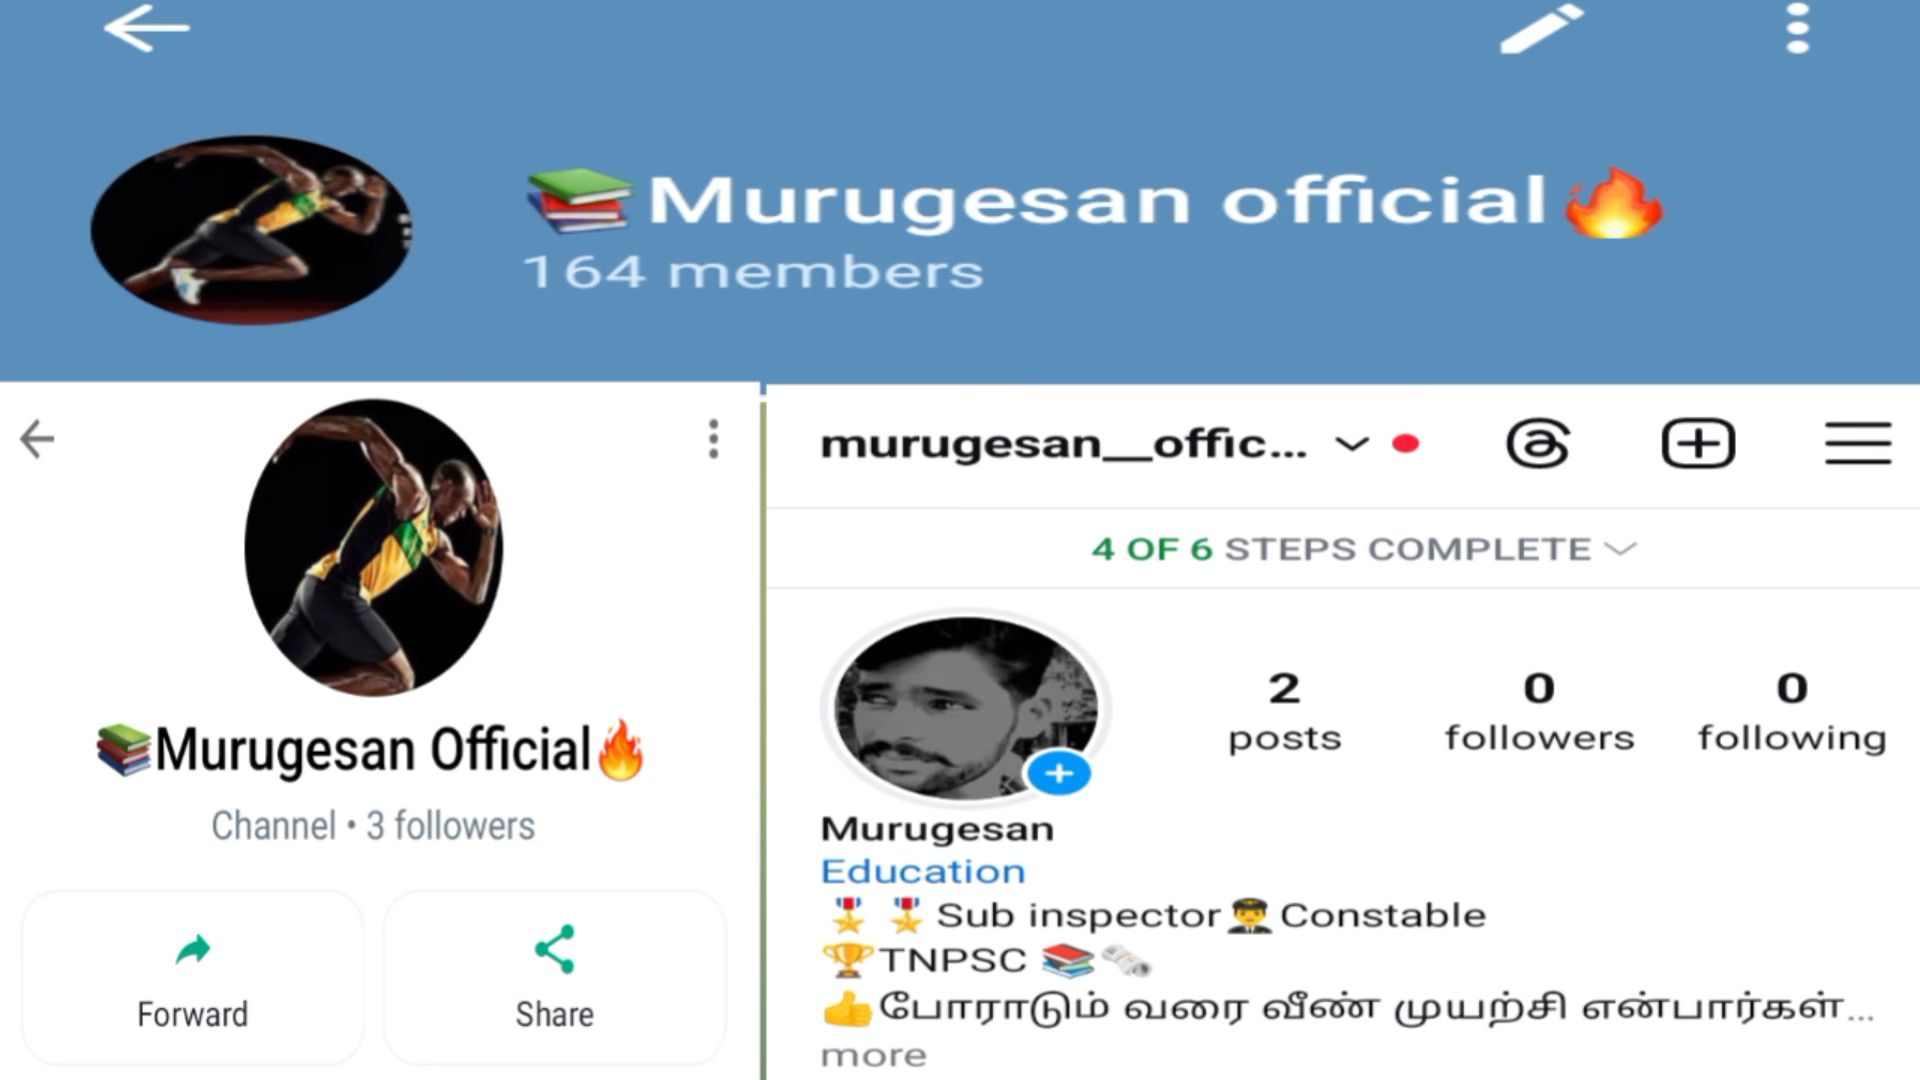 📚Murugesan official🔥
164 members
📚Murugesan Official🔥
Channel • 3 followers
Forward
Share
murugesan__offic...
4 OF 6 STEPS COMPLETE
2 posts
0 followers
0 following
Murugesan
Education
🎖️ 🎖️ Sub inspector👨‍✈️Constable
🏆TNPSC 📚🗞️
👍போராடும் வரை வீண் முயற்சி என்பார்கள்...
more